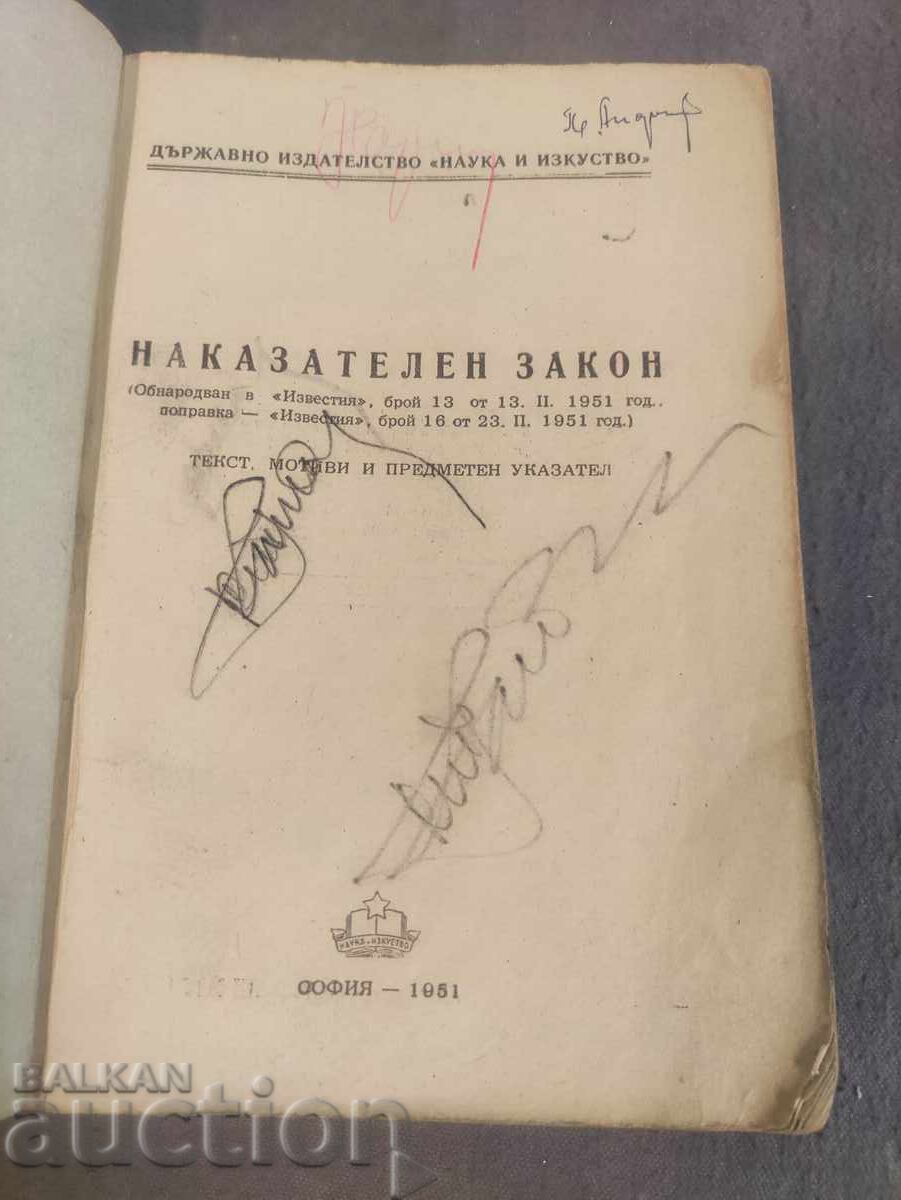 ДЪРЖАВНО ИЗДАТЕЛСТВО «НАУКА И ИЗКУСТВО»
НАКАЗАТЕЛЕН ЗАКОН
(Обнародван в «Известия», брой 13 от 13. II. 1951 год.,
поправка — «Известия», брой 16 от 23. II. 1951 год.)
ТЕКСТ, МОТИВИ И ПРЕДМЕТЕН УКАЗАТЕЛ
НАУКА И ИЗКУСТВО
СОФИЯ — 1951
BALKAN
auction